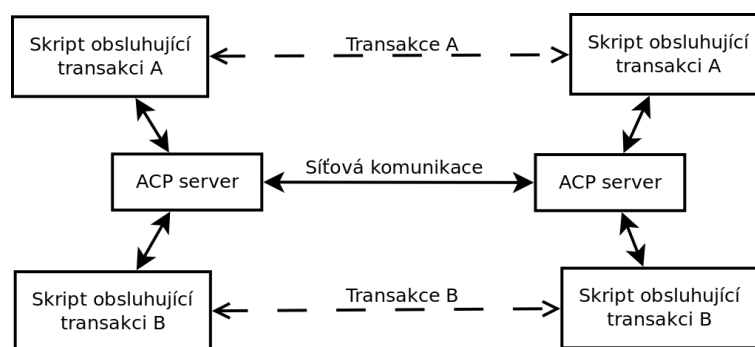 Skript obsluhující
transakci A
Transakce A
Skript obsluhující
transakci A
ACP server
Síťová komunikace
ACP server
Skript obsluhující
transakci B
Transakce B
Skript obsluhující
transakci B